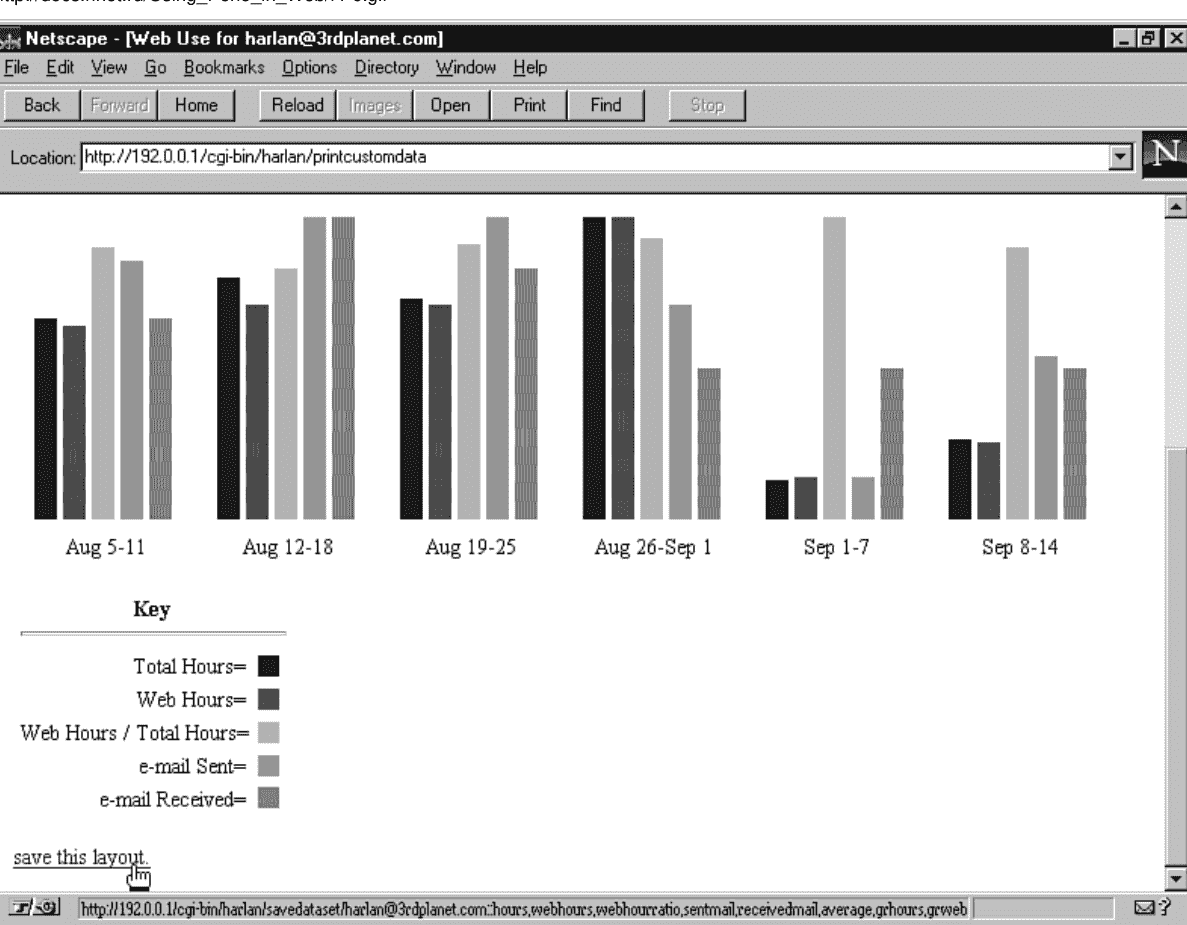 Netscape - [Web Use for harlan@3rdplanet.com]
File Edit View Go Bookmarks Options Directory Window Help
Back Forward Home Reload Images Open Print Find Stop
Location: http://192.0.0.1/cgi-bin/harlan/printcustomdata
N
Aug 5-11 Aug 12-18 Aug 19-25 Aug 26-Sep 1 Sep 1-7 Sep 8-14
Key
Total Hours=
Web Hours=
Web Hours / Total Hours=
e-mail Sent=
e-mail Received=
save this layout.
http://192.0.0.1/cgi-bin/harlan/savedataset/harlan@3rdplanet.com::hours,webhours,webhourratio,sentmail,receivedmail,average,grhours,grweb ?